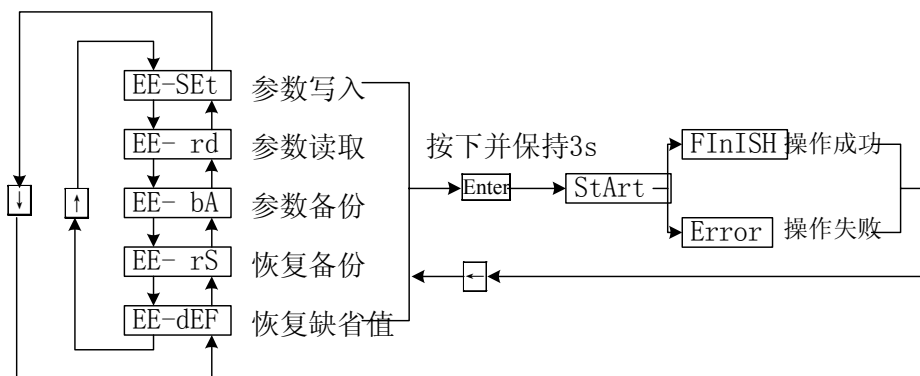 EE-SEt 参数写入
EE- rd 参数读取
EE- bA 参数备份
EE- rS 恢复备份
EE-dEF 恢复缺省值
↓
↑
按下并保持3s
Enter
StArt
FInISH 操作成功
Error 操作失败
←